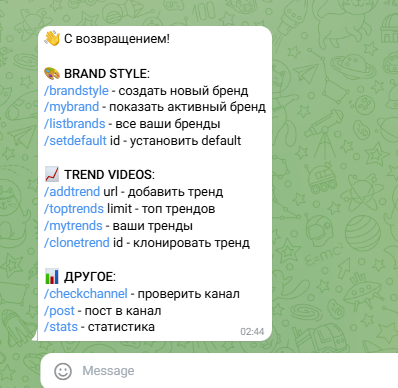 👋 С возвращением!
🎨 BRAND STYLE:
/brandstyle - создать новый бренд
/mybrand - показать активный бренд
/listbrands - все ваши бренды
/setdefault id - установить default
📈 TREND VIDEOS:
/addtrend url - добавить тренд
/toptrends limit - топ трендов
/mytrends - ваши тренды
/clonetrend id - клонировать тренд
📊 ДРУГОЕ:
/checkchannel - проверить канал
/post - пост в канал
/stats - статистика
02:44
Message